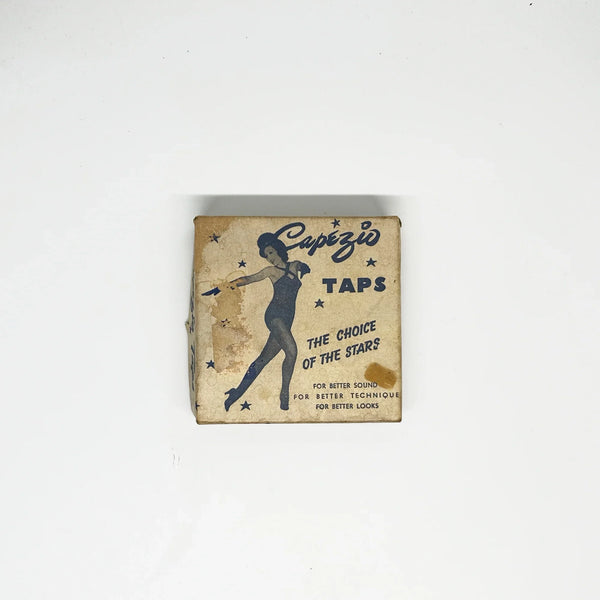 Capezio
TAPS
THE CHOICE
OF THE STARS
FOR BETTER SOUND
FOR BETTER TECHNIQUE
FOR BETTER LOOKS